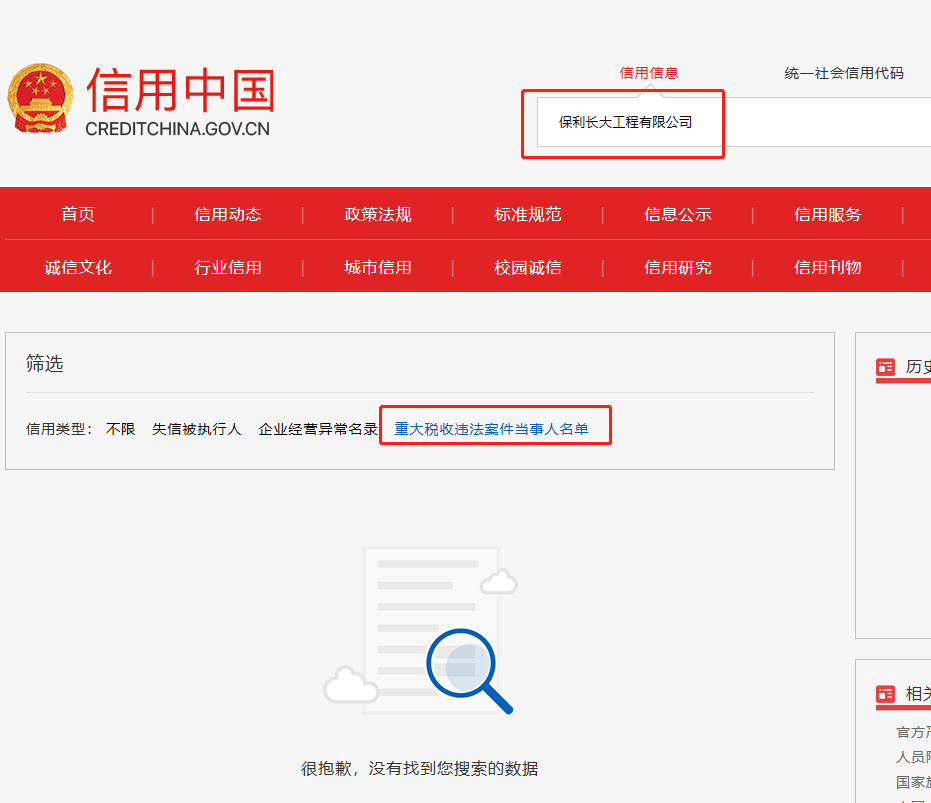 信用中国
CREDITCHINA.GOV.CN
信用信息
统一社会信用代码
保利长大工程有限公司
首页 | 信用动态 | 政策法规 | 标准规范 | 信息公示 | 信用服务 |
诚信文化 | 行业信用 | 城市信用 | 校园诚信 | 信用研究 | 信用刊物 |
筛选
信用类型: 不限 失信被执行人 企业经营异常名录 重大税收违法案件当事人名单
很抱歉，没有找到您搜索的数据
历史
相关
官方
人员
国家